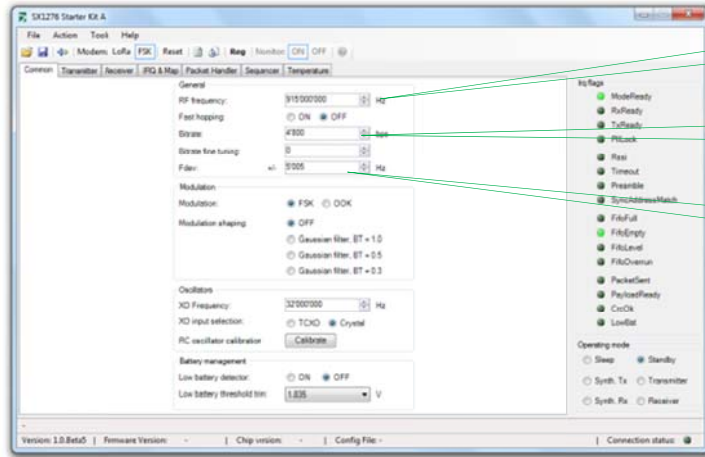 SX1276 Starter Kit A
File Action Tools Help
Modem: LoRa FSK Reset Reg Monitor: ON OFF
Common Transmitter Receiver IRQ & Map Packet Handler Sequencer Temperature
General
RF frequency: 915'000'000 Hz
Fast hopping: ON OFF
Bitrate: 4'800 bps
Bitrate fine tuning: 0
Fdev: +/- 5'005 Hz
Modulation
Modulation: FSK OOK
Modulation shaping: OFF
Gaussian filter, BT = 1.0
Gaussian filter, BT = 0.5
Gaussian filter, BT = 0.3
Oscillators
XO Frequency: 32'000'000 Hz
XO input selection: TCXO Crystal
RC oscillator calibration Calibrate
Battery management
Low battery detector: ON OFF
Low battery threshold trim: 1.835 V
Irq flags
ModeReady
RxReady
TxReady
PllLock
Rssi
Timeout
Preamble
SyncAddressMatch
FifoFull
FifoEmpty
FifoLevel
FifoOverrun
PacketSent
PayloadReady
CrcOk
LowBat
Operating mode
Sleep Standby
Synth. Tx Transmitter
Synth. Rx Receiver
-
Version: 1.0.Beta5 | Firmware Version: - | Chip version: - | Config File: - | Connection status: